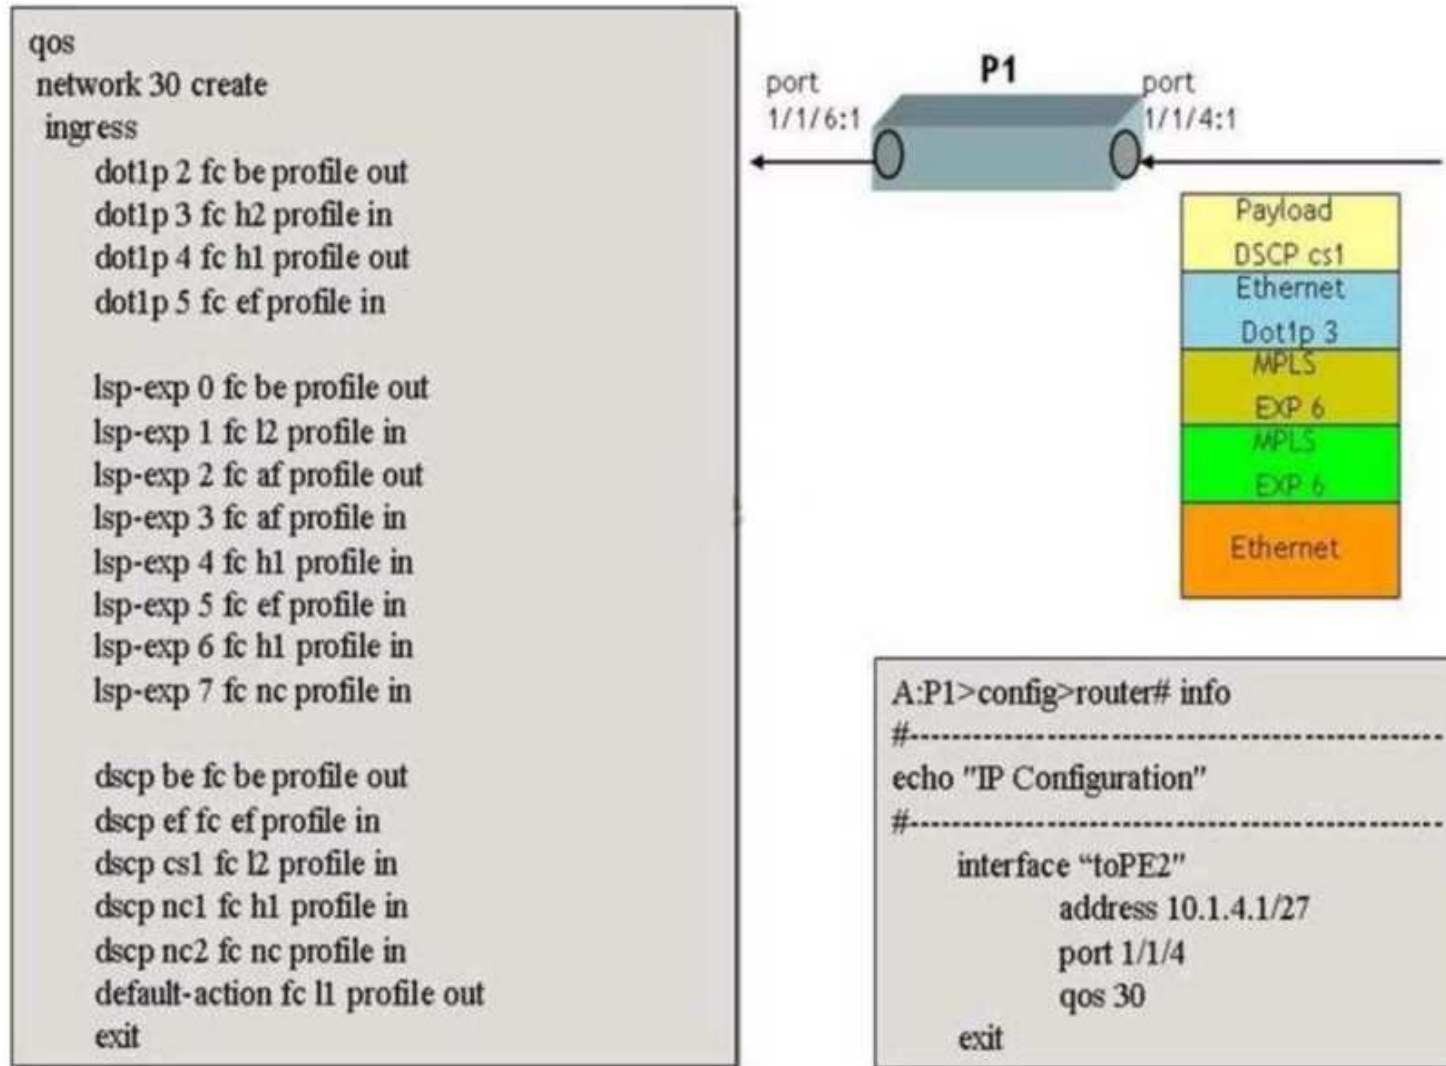 qos
network 30 create
ingress
dot1p 2 fc be profile out
dot1p 3 fc h2 profile in
dot1p 4 fc h1 profile out
dot1p 5 fc ef profile in
lsp-exp 0 fc be profile out
lsp-exp 1 fc l2 profile in
lsp-exp 2 fc af profile out
lsp-exp 3 fc af profile in
lsp-exp 4 fc h1 profile in
lsp-exp 5 fc ef profile in
lsp-exp 6 fc h1 profile in
lsp-exp 7 fc nc profile in
dscp be fc be profile out
dscp ef fc ef profile in
dscp cs1 fc l2 profile in
dscp nc1 fc h1 profile in
dscp nc2 fc nc profile in
default-action fc l1 profile out
exit
P1
port
1/1/6:1
port
1/1/4:1
Payload
DSCP cs1
Ethernet
Dot1p 3
MPLS
EXP 6
MPLS
EXP 6
Ethernet
A:P1>config>router# info
#----------------------------------------------
echo "IP Configuration"
#----------------------------------------------
interface “toPE2”
address 10.1.4.1/27
port 1/1/4
qos 30
exit